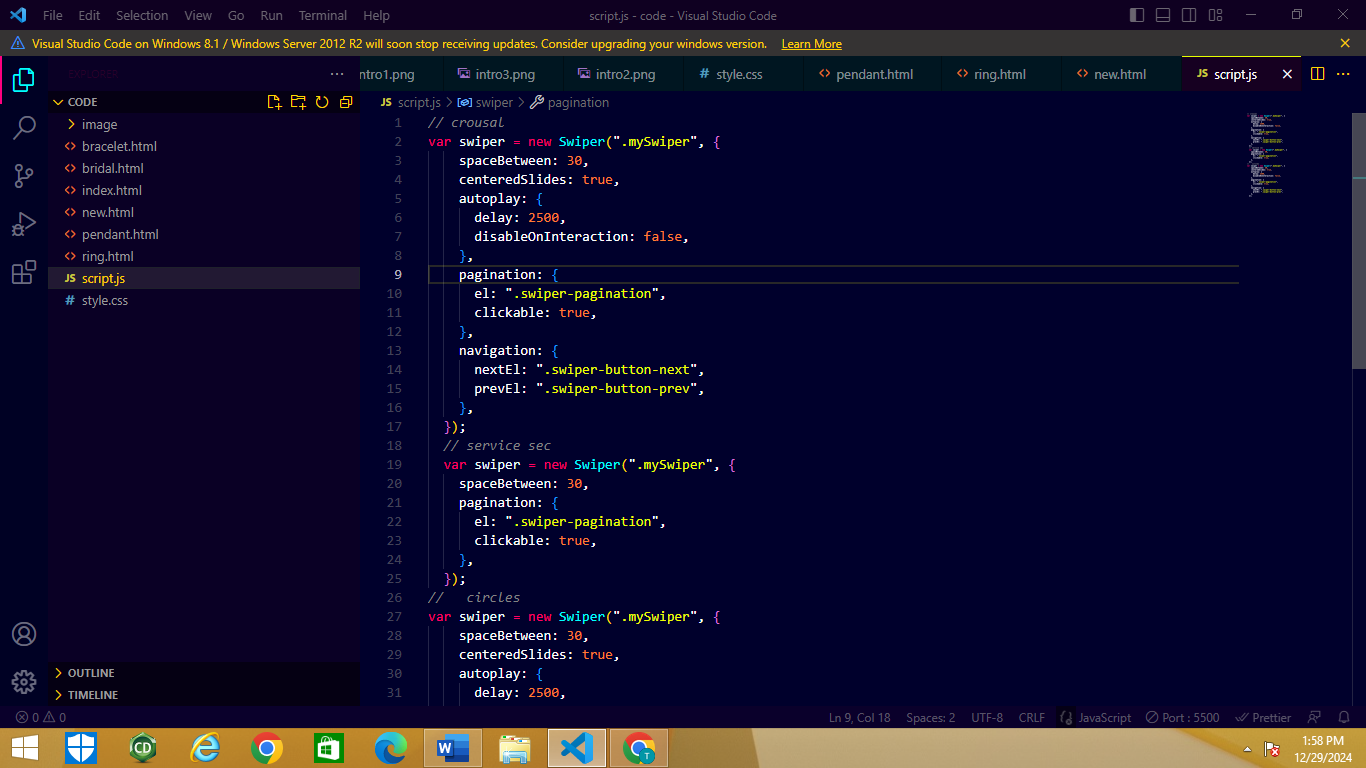 File Edit Selection View Go Run Terminal Help script.js - code - Visual Studio Code
Visual Studio Code on Windows 8.1 / Windows Server 2012 R2 will soon stop receiving updates. Consider upgrading your windows version. Learn More
EXPLORER
ntro1.png intro3.png intro2.png style.css pendant.html ring.html new.html script.js
CODE
image
bracelet.html
bridal.html
index.html
new.html
pendant.html
ring.html
script.js
style.css
OUTLINE
TIMELINE
script.js > swiper > pagination
1 // crousal
2 var swiper = new Swiper(".mySwiper", {
3 spaceBetween: 30,
4 centeredSlides: true,
5 autoplay: {
6 delay: 2500,
7 disableOnInteraction: false,
8 },
9 pagination: {
10 el: ".swiper-pagination",
11 clickable: true,
12 },
13 navigation: {
14 nextEl: ".swiper-button-next",
15 prevEl: ".swiper-button-prev",
16 },
17 });
18 // service sec
19 var swiper = new Swiper(".mySwiper", {
20 spaceBetween: 30,
21 pagination: {
22 el: ".swiper-pagination",
23 clickable: true,
24 },
25 });
26 //   circles
27 var swiper = new Swiper(".mySwiper", {
28 spaceBetween: 30,
29 centeredSlides: true,
30 autoplay: {
31 delay: 2500,
0 0 Ln 9, Col 18 Spaces: 2 UTF-8 CRLF JavaScript Port : 5500 Prettier
1:58 PM
12/29/2024